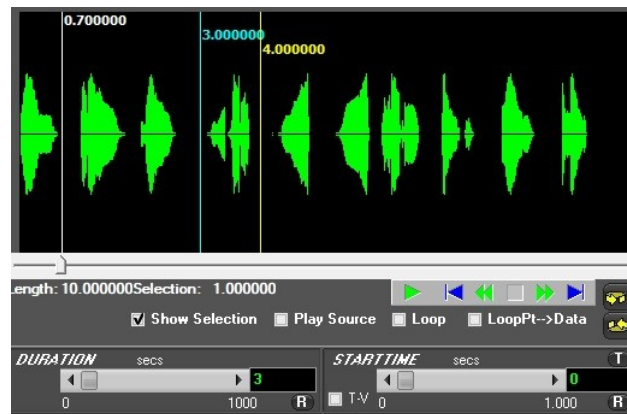 0.700000
3.000000
4.000000
Length: 10.000000Selection: 1.000000
Show Selection Play Source Loop LoopPt-->Data
DURATION secs STARTTIME secs T
3 T-V 0
0 1000 R 0 1.000 R